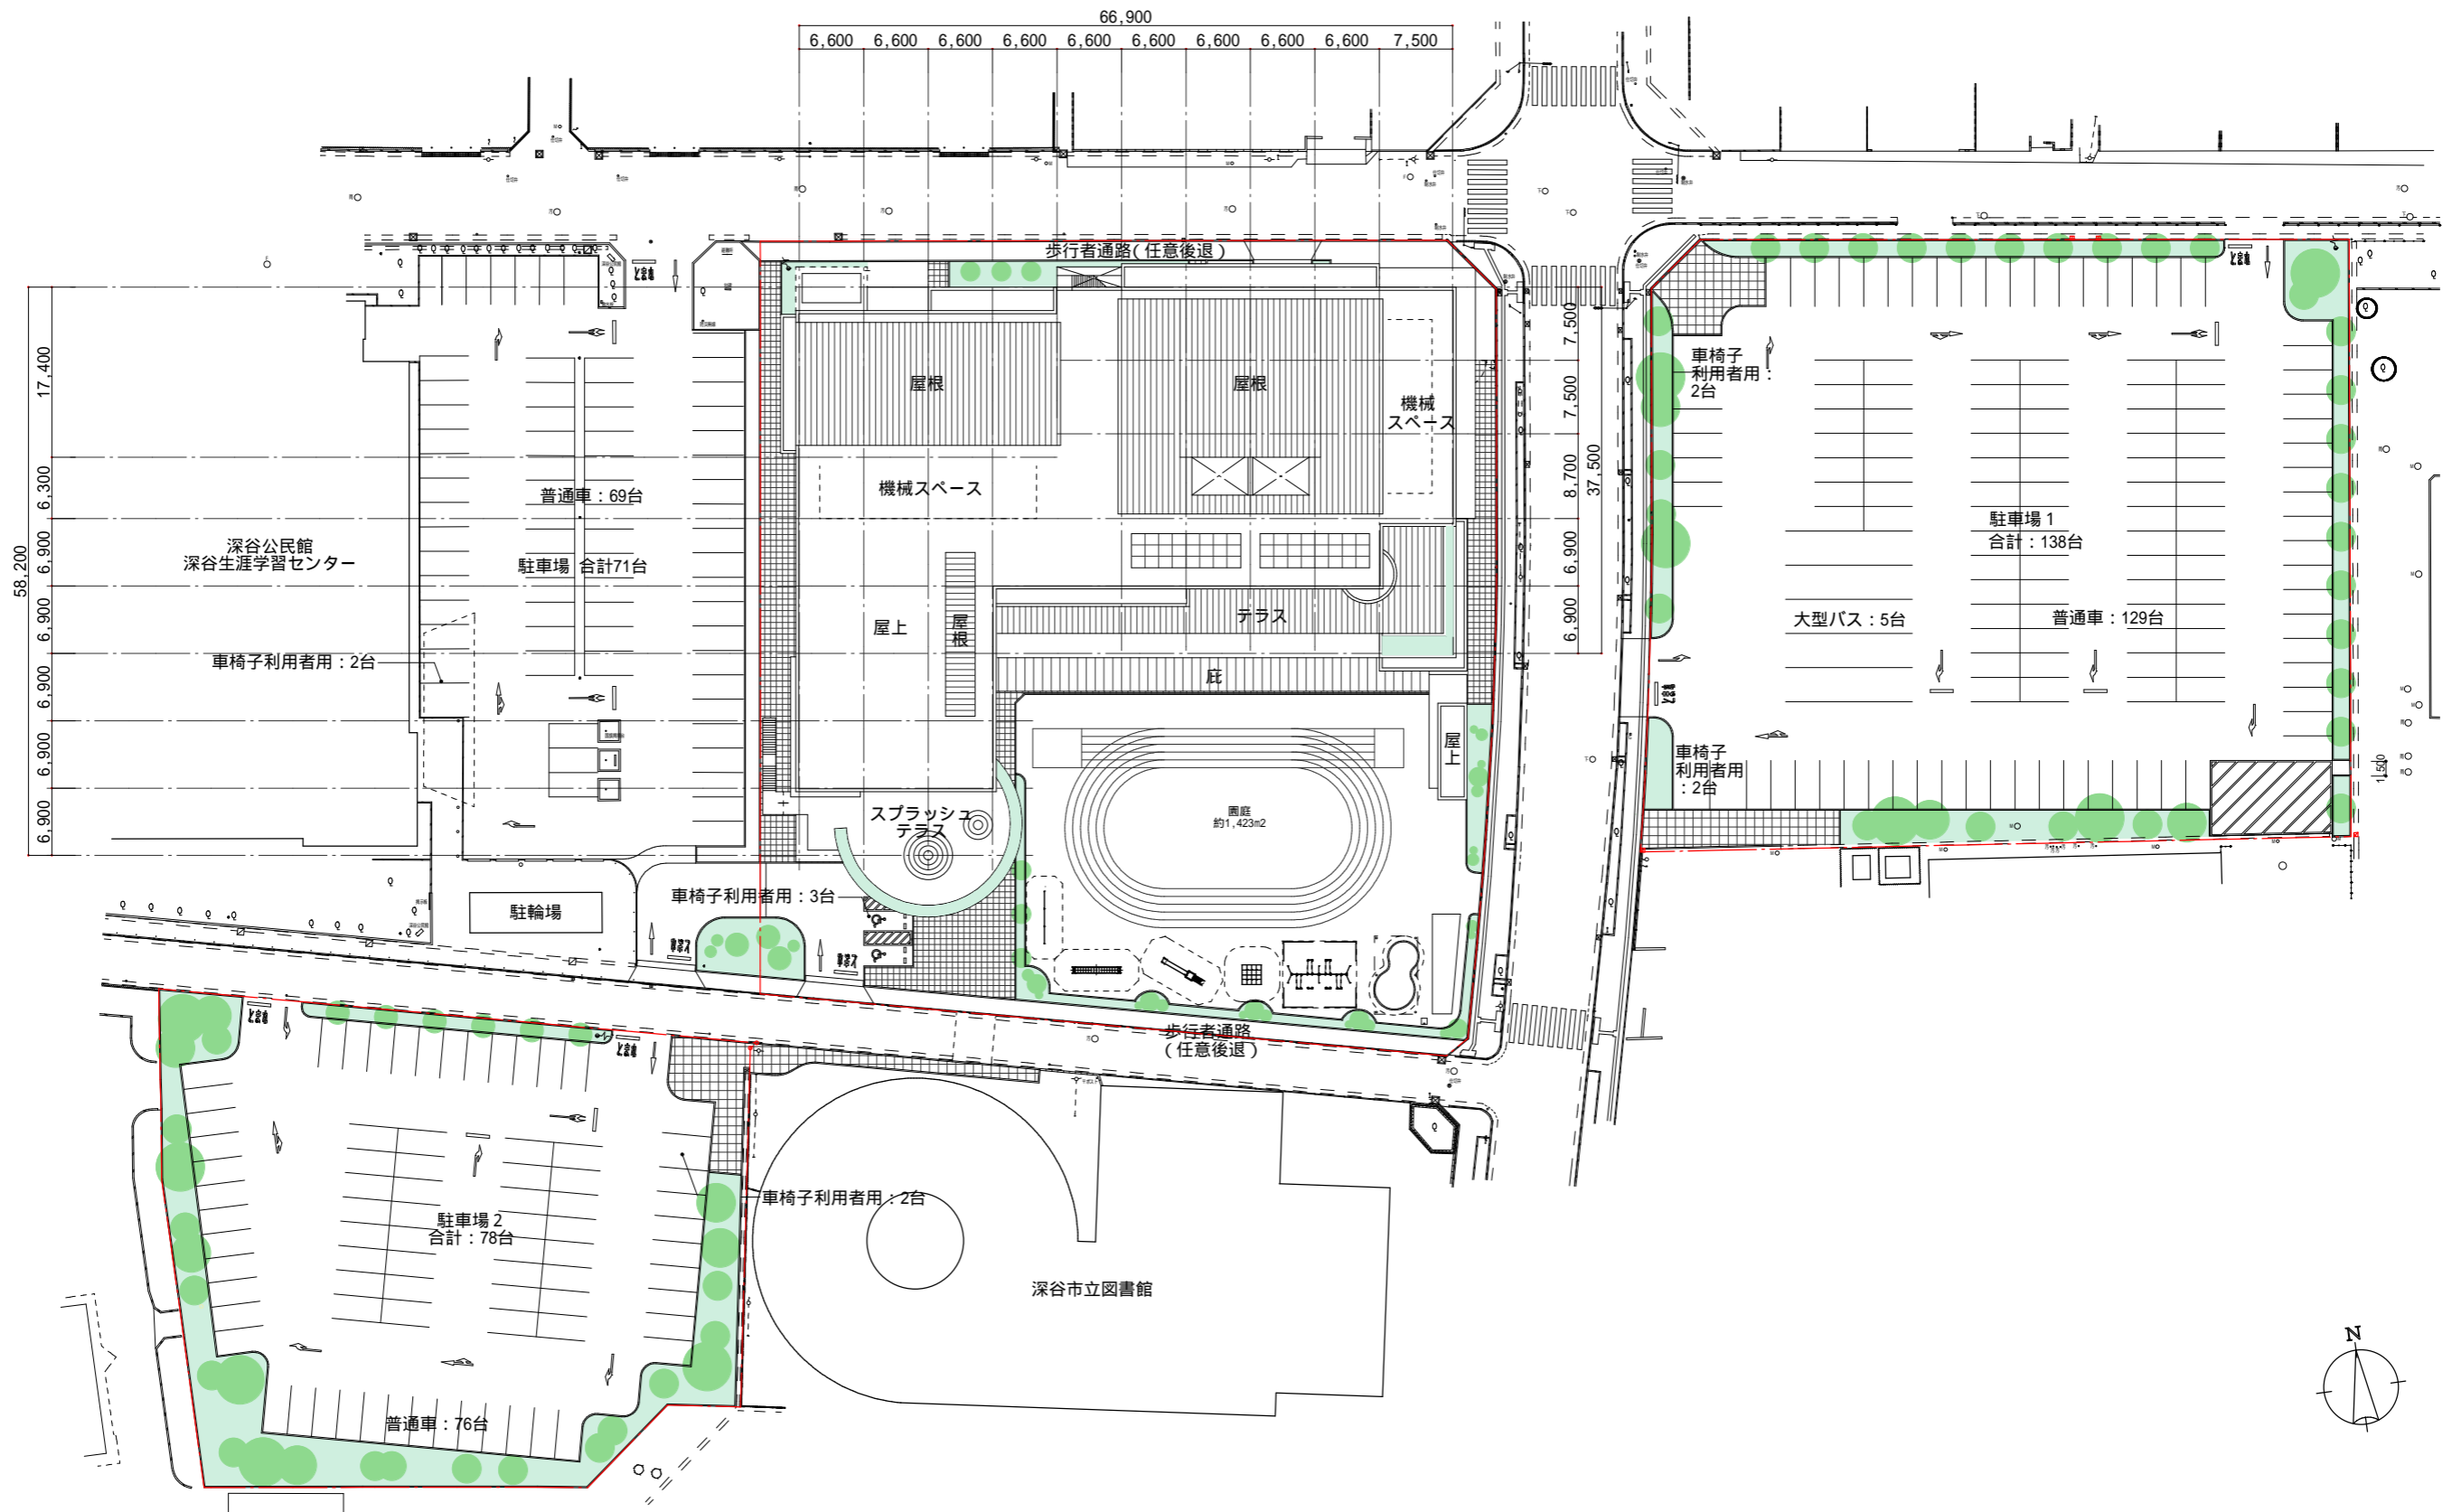 66,900
6,600 6,600 6,600 6,600 6,600 6,600 6,600 6,600 6,600 7,500
歩行者通路(任意後退)
屋根
屋根
機械
スペース
機械スペース
屋上
屋根
テラス
庇
屋上
スプラッシュ
テラス
園庭
約1,423m2
17,400
6,300
6,900
6,900
6,900
6,900
6,900
58,200
7,500
7,500
8,700
6,900
6,900
37,500
深谷公民館
深谷生涯学習センター
普通車：69台
駐車場 合計71台
車椅子利用者用：2台
駐輪場
車椅子利用者用：3台
車椅子
利用者用：
2台
駐車場１
合計：138台
大型バス：5台
普通車：129台
車椅子
利用者用
：2台
1,500
歩行者通路
（任意後退）
車椅子利用者用：2台
駐車場２
合計：78台
普通車：76台
深谷市立図書館
N